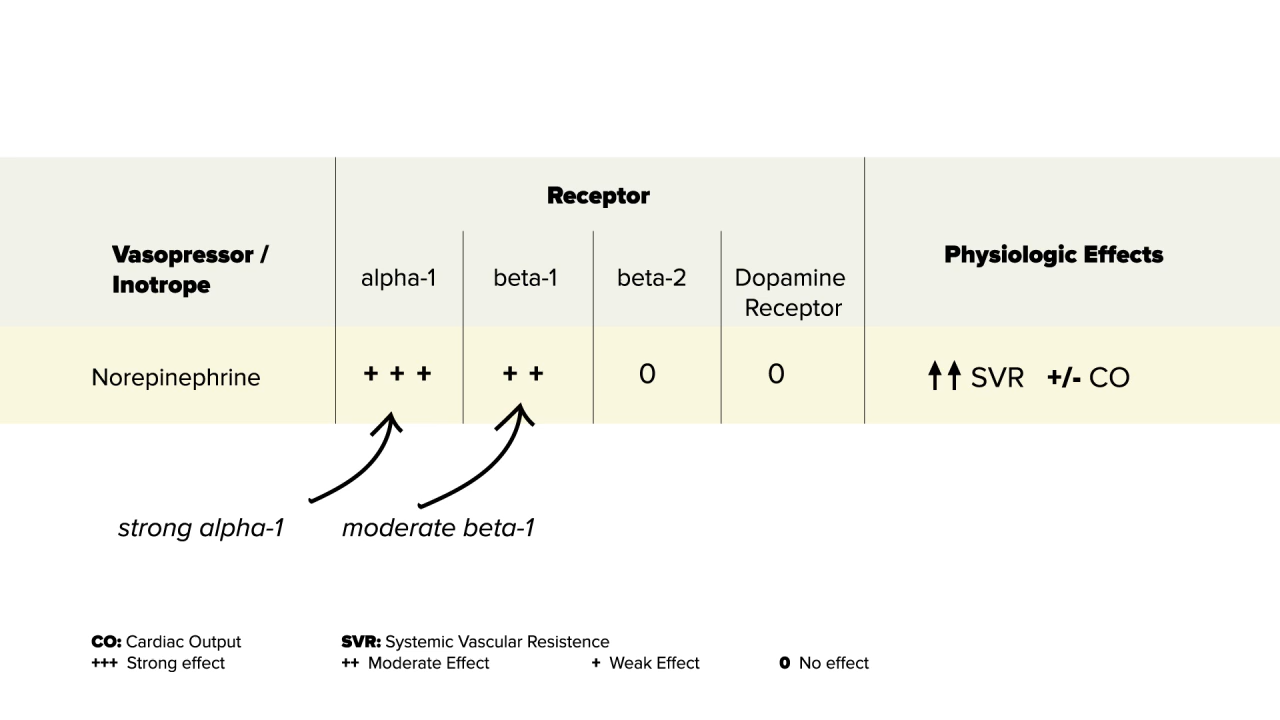 Receptor
Vasopressor /
Inotrope
alpha-1
beta-1
beta-2
Dopamine
Receptor
Physiologic Effects
Norepinephrine
+ + +
+ +
0
0
↑↑ SVR +/- CO
strong alpha-1
moderate beta-1
CO: Cardiac Output
SVR: Systemic Vascular Resistence
+++ Strong effect
++ Moderate Effect
+ Weak Effect
0 No effect